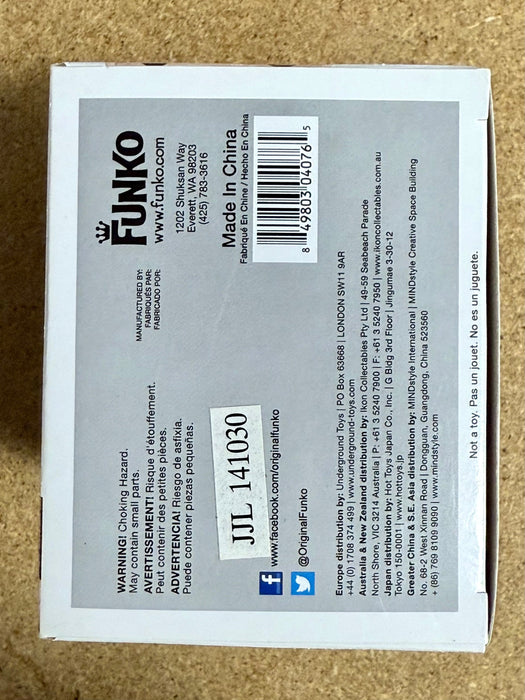 FUNKO
www.funko.com
1202 Shuksan Way
Everett, WA 98203
(425) 783-3616
Made In China
Fabriqué En Chine / Hecho En China
8 49803 04076 5
MANUFACTURED BY:
FABRIQUÉS PAR:
FABRICADO POR:
WARNING! Choking Hazard.
May contain small parts.
AVERTISSEMENT! Risque d'étouffement.
Peut contenir des petites pièces.
ADVERTENCIA! Riesgo de asfixia.
Puede contener piezas pequeñas.
JJL 141030
www.facebook.com/originalfunko
@OriginalFunko
Europe distribution by: Underground Toys | PO Box 63668 | LONDON SW11 9AR
+44 (0) 1708 374 499 | www.underground-toys.com
Australia & New Zealand distribution by: Ikon Collectables Pty Ltd | 49-59 Seabeach Parade
North Shore, VIC 3214 Australia | P: +61 3 5240 7900 | F: +61 3 5240 7950 | www.ikoncollectables.com.au
Japan distribution by: Hot Toys Japan Co., Inc. | G Bldg 3rd Floor | Jingumae 3-30-12
Tokyo 150-0001 | www.hottoys.jp
Greater China & S.E. Asia distribution by: MINDstyle International | MINDstyle Creative Space Building
No. 68-2 West Xinnan Road | Dongguan, Guangdong, China 523560
+ (86) 769 8109 9090 | www.mindstyle.com
Not a toy. Pas un jouet. No es un juguete.